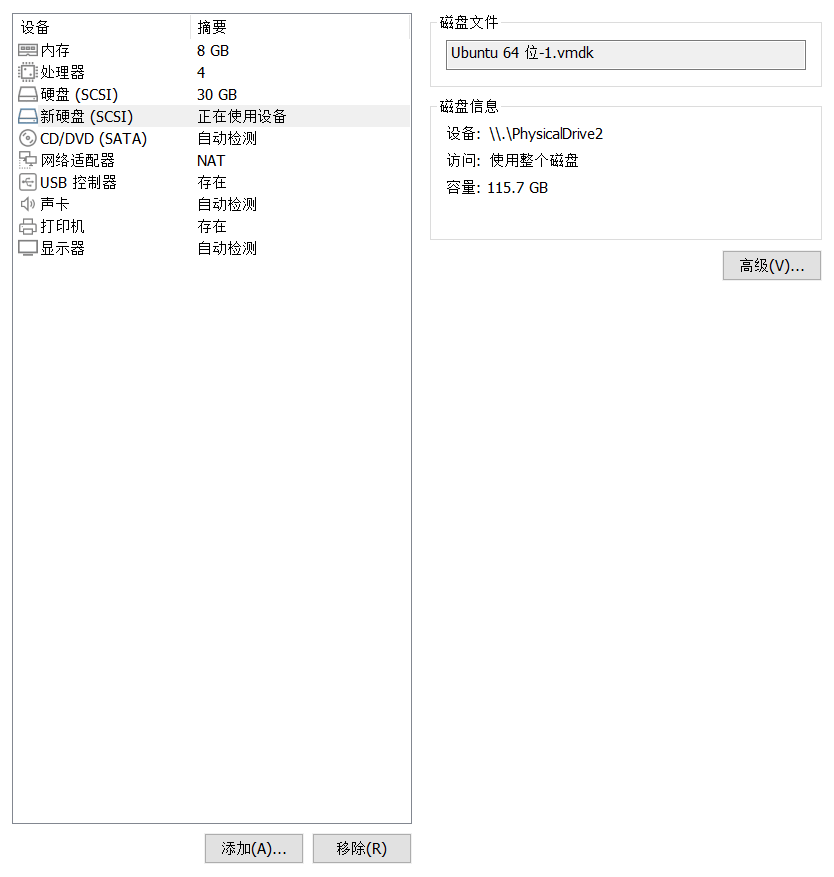 设备 摘要
内存 8 GB
处理器 4
硬盘 (SCSI) 30 GB
新硬盘 (SCSI) 正在使用设备
CD/DVD (SATA) 自动检测
网络适配器 NAT
USB 控制器 存在
声卡 自动检测
打印机 存在
显示器 自动检测
添加(A)... 移除(R)
磁盘文件
Ubuntu 64 位-1.vmdk
磁盘信息
设备: \\.\PhysicalDrive2
访问: 使用整个磁盘
容量: 115.7 GB
高级(V)...